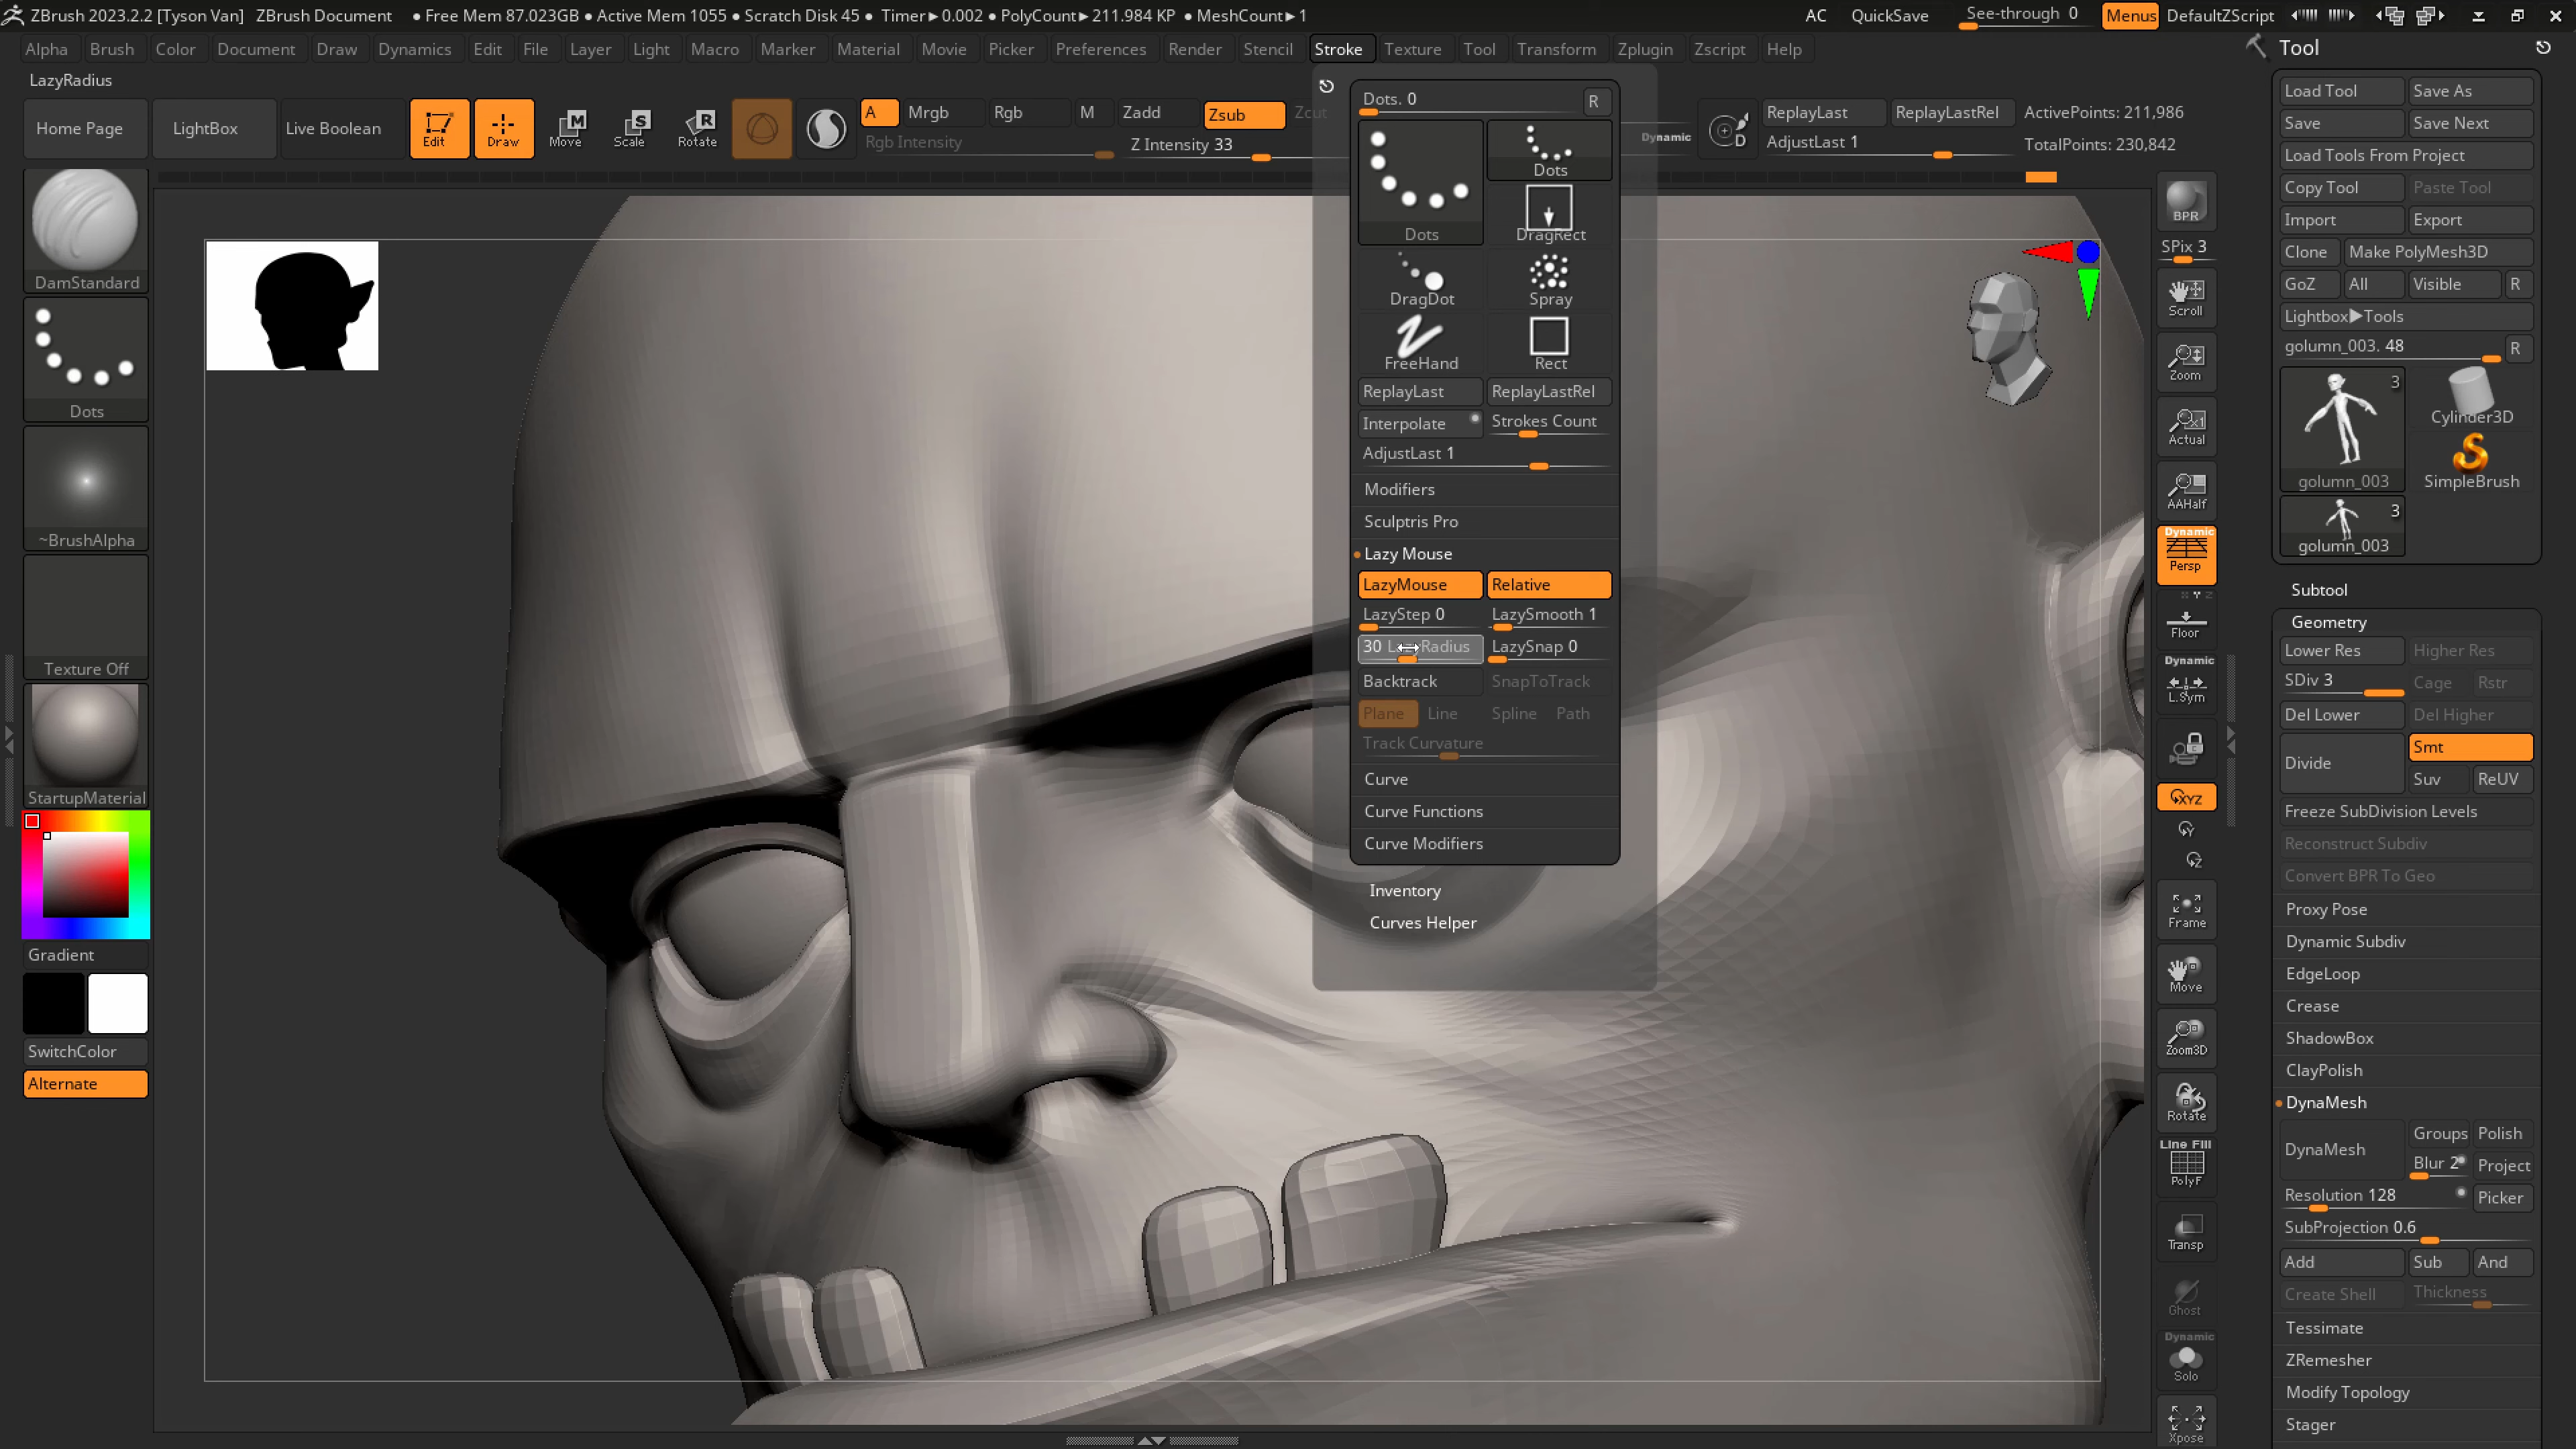 ZBrush 2023.2.2 [Tyson Van] ZBrush Document • Free Mem 87.023GB • Active Mem 1055 • Scratch Disk 45 • Timer▸0.002 • PolyCount▸211.984 KP • MeshCount▸1
AC QuickSave See-through 0 Menus DefaultZScript
Alpha Brush Color Document Draw Dynamics Edit File Layer Light Macro Marker Material Movie Picker Preferences Render Stencil Stroke Texture Tool Transform Zplugin Zscript Help
LazyRadius
Home Page LightBox Live Boolean Edit Draw Move Scale Rotate
A Mrgb Rgb M Zadd Zsub Zcut
Rgb Intensity Z Intensity 33
Dynamic
ReplayLast ReplayLastRel ActivePoints: 211,986
AdjustLast 1 TotalPoints: 230,842
DamStandard
Dots
~BrushAlpha
Texture Off
StartupMaterial
Gradient
SwitchColor
Alternate
Dots. 0 R
Dots
Dots
DragRect
DragDot Spray
FreeHand Rect
ReplayLast ReplayLastRel
Interpolate Strokes Count
AdjustLast 1
Modifiers
Sculptris Pro
Lazy Mouse
LazyMouse Relative
LazyStep 0 LazySmooth 1
30 LazyRadius LazySnap 0
Backtrack SnapToTrack
Plane Line Spline Path
Track Curvature
Curve
Curve Functions
Curve Modifiers
Inventory
Curves Helper
BPR
SPix 3
Scroll
Zoom
Actual
AAHalf
Dynamic
Persp
Floor
Dynamic
L.Sym
XYZ
Y
Z
Frame
Move
Zoom3D
Rotate
Line Fill
PolyF
Transp
Ghost
Dynamic
Solo
Xpose
Tool
Load Tool Save As
Save Save Next
Load Tools From Project
Copy Tool Paste Tool
Import Export
Clone Make PolyMesh3D
GoZ All Visible R
Lightbox▶Tools
golumn_003. 48 R
3
Cylinder3D
golumn_003 SimpleBrush
3
golumn_003
Subtool
Geometry
Lower Res Higher Res
SDiv 3 Cage Rstr
Del Lower Del Higher
Divide Smt
Suv ReUV
Freeze SubDivision Levels
Reconstruct Subdiv
Convert BPR To Geo
Proxy Pose
Dynamic Subdiv
EdgeLoop
Crease
ShadowBox
ClayPolish
DynaMesh
DynaMesh Groups Polish
Blur 2 Project
Resolution 128 Picker
SubProjection 0.6
Add Sub And
Create Shell Thickness
Tessimate
ZRemesher
Modify Topology
Stager